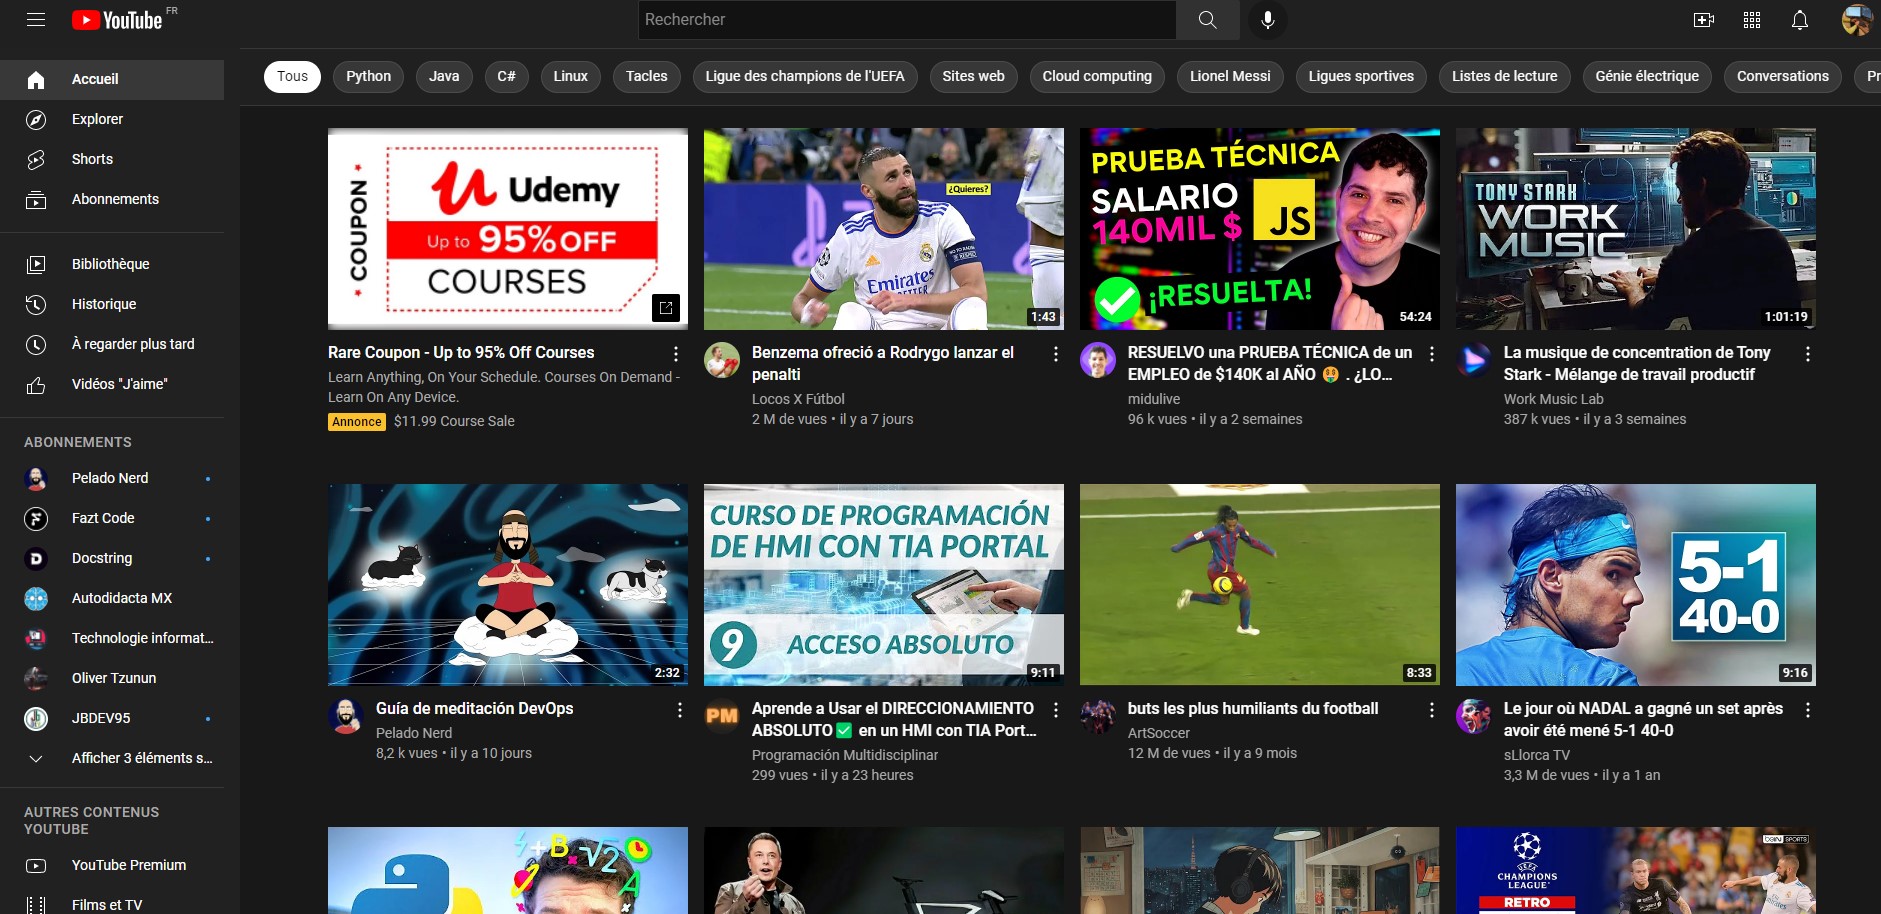 YouTube FR
Rechercher
Accueil
Explorer
Shorts
Abonnements
Bibliothèque
Historique
À regarder plus tard
Vidéos "J'aime"
ABONNEMENTS
Pelado Nerd
Fazt Code
Docstring
Autodidacta MX
Technologie informat...
Oliver Tzunun
JBDEV95
Afficher 3 éléments s...
AUTRES CONTENUS
YOUTUBE
YouTube Premium
Films et TV
Tous Python Java C# Linux Tacles Ligue des champions de l'UEFA Sites web Cloud computing Lionel Messi Ligues sportives Listes de lecture Génie électrique Conversations Pr
COUPON
Udemy
Up to 95% OFF
COURSES
Rare Coupon - Up to 95% Off Courses
Learn Anything, On Your Schedule. Courses On Demand -
Learn On Any Device.
Annonce $11.99 Course Sale
¿Quieres?
Emirates
FLY BETTER
1:43
Benzema ofreció a Rodrygo lanzar el
penalti
Locos X Fútbol
2 M de vues • il y a 7 jours
PRUEBA TÉCNICA
SALARIO
140MIL $
JS
¡RESUELTA!
54:24
RESUELVO una PRUEBA TÉCNICA de un
EMPLEO de $140K al AÑO 🤑 . ¿LO...
midulive
96 k vues • il y a 2 semaines
TONY STARK
WORK
MUSIC
1:01:19
La musique de concentration de Tony
Stark - Mélange de travail productif
Work Music Lab
387 k vues • il y a 3 semaines
2:32
Guía de meditación DevOps
Pelado Nerd
8,2 k vues • il y a 10 jours
CURSO DE PROGRAMACIÓN
DE HMI CON TIA PORTAL
9 ACCESO ABSOLUTO
9:11
PM
Aprende a Usar el DIRECCIONAMIENTO
ABSOLUTO✅ en un HMI con TIA Port...
Programación Multidisciplinar
299 vues • il y a 23 heures
8:33
buts les plus humiliants du football
ArtSoccer
12 M de vues • il y a 9 mois
5-1
40-0
9:16
Le jour où NADAL a gagné un set après
avoir été mené 5-1 40-0
sLlorca TV
3,3 M de vues • il y a 1 an
UEFA
CHAMPIONS
LEAGUE
RETRO
beIN SPORTS